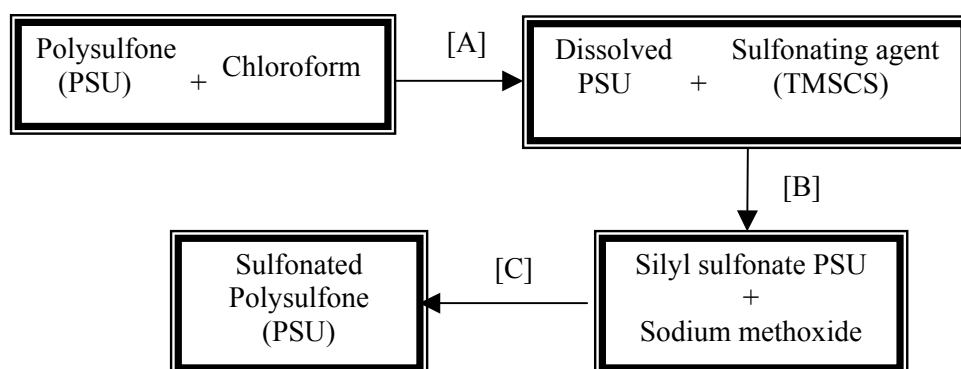 Polysulfone
(PSU) + Chloroform
[A]
Dissolved PSU + Sulfonating agent (TMSCS)
[B]
Silyl sulfonate PSU
+
Sodium methoxide
[C]
Sulfonated
Polysulfone
(PSU)